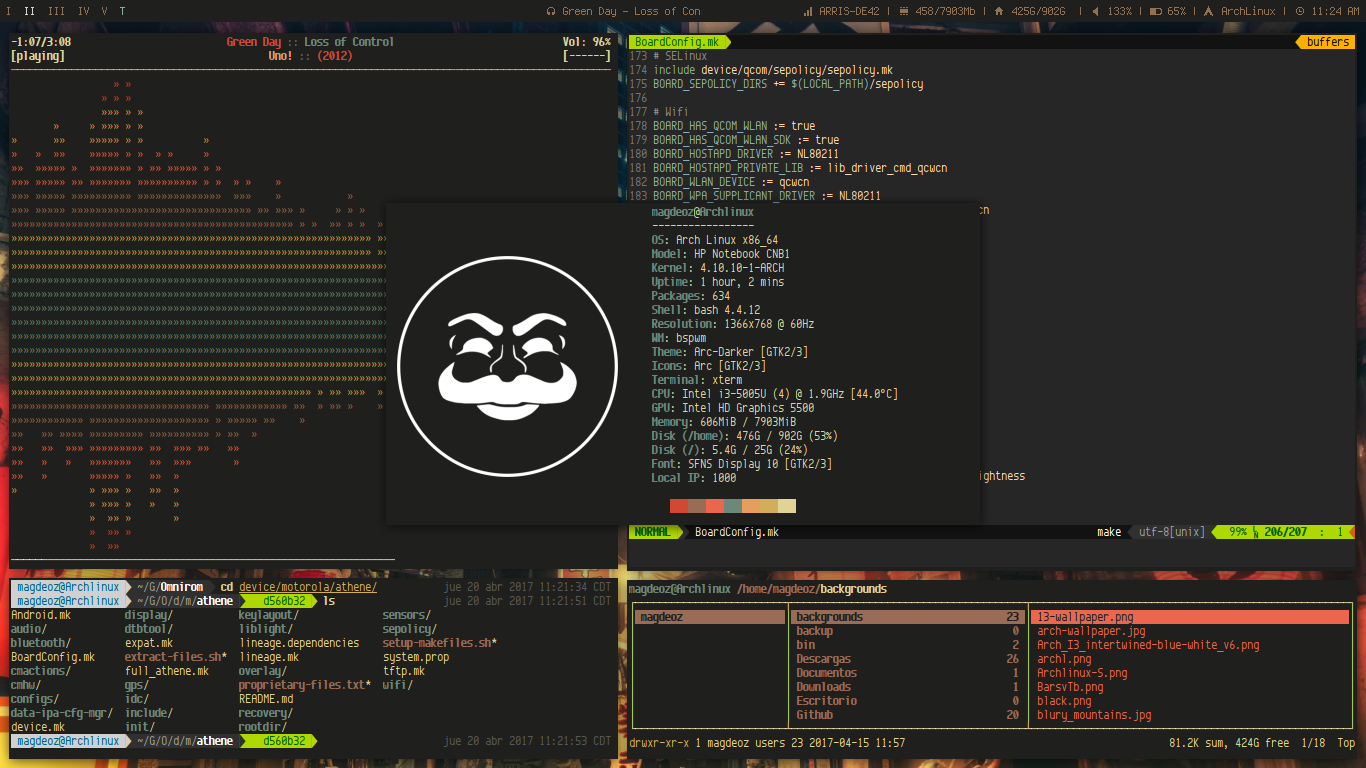 I II III IV V T
Green Day - Loss of Con
ARRIS-DE42 | 458/7903Mb | 425G/902G | 133% | 65% | ArchLinux | 11:24 AM
-1:07/3:08 Green Day :: Loss of Control Vol: 96%
[playing] Uno! :: (2012) [------]
BoardConfig.mk buffers
173 # SELinux
174 include device/qcom/sepolicy/sepolicy.mk
175 BOARD_SEPOLICY_DIRS += $(LOCAL_PATH)/sepolicy
176
177 # Wifi
178 BOARD_HAS_QCOM_WLAN := true
179 BOARD_HAS_QCOM_WLAN_SDK := true
180 BOARD_HOSTAPD_DRIVER := NL80211
181 BOARD_HOSTAPD_PRIVATE_LIB := lib_driver_cmd_qcwcn
182 BOARD_WLAN_DEVICE := qcwcn
183 BOARD_WPA_SUPPLICANT_DRIVER := NL80211
cn
ightness
NORMAL BoardConfig.mk make utf-8[unix] 99% 206/207 : 1
magdeoz@Archlinux
-----------------
OS: Arch Linux x86_64
Model: HP Notebook CNB1
Kernel: 4.10.10-1-ARCH
Uptime: 1 hour, 2 mins
Packages: 634
Shell: bash 4.4.12
Resolution: 1366x768 @ 60Hz
WM: bspwm
Theme: Arc-Darker [GTK2/3]
Icons: Arc [GTK2/3]
Terminal: xterm
CPU: Intel i3-5005U (4) @ 1.9GHz [44.0°C]
GPU: Intel HD Graphics 5500
Memory: 606MiB / 7903MiB
Disk (/home): 476G / 902G (53%)
Disk (/): 5.4G / 25G (24%)
Font: SFNS Display 10 [GTK2/3]
Local IP: 1000
magdeoz@Archlinux ~/G/Omnirom cd device/motorola/athene/ jue 20 abr 2017 11:21:34 CDT
magdeoz@Archlinux ~/G/O/d/m/athene d560b32 ls jue 20 abr 2017 11:21:51 CDT
Android.mk display/ keylayout/ sensors/
audio/ dtbtool/ liblight/ sepolicy/
bluetooth/ expat.mk lineage.dependencies setup-makefiles.sh*
BoardConfig.mk extract-files.sh* lineage.mk system.prop
cmactions/ full_athene.mk overlay/ tftp.mk
cmhw/ gps/ proprietary-files.txt* wifi/
configs/ idc/ README.md
data-ipa-cfg-mgr/ include/ recovery/
device.mk init/ rootdir/
magdeoz@Archlinux ~/G/O/d/m/athene d560b32 jue 20 abr 2017 11:21:53 CDT
magdeoz@Archlinux /home/magdeoz/backgrounds
magdeoz backgrounds 23 13-wallpaper.png
backup 0 arch-wallpaper.jpg
bin 2 Arch_I3_intertwined-blue-white_v6.png
Descargas 26 archl.png
Documentos 1 Archlinux-S.png
Downloads 1 BarsvTb.png
Escritorio 0 black.png
Github 20 blury_mountains.jpg
drwxr-xr-x 1 magdeoz users 23 2017-04-15 11:57 81.2K sum, 424G free 1/18 Top